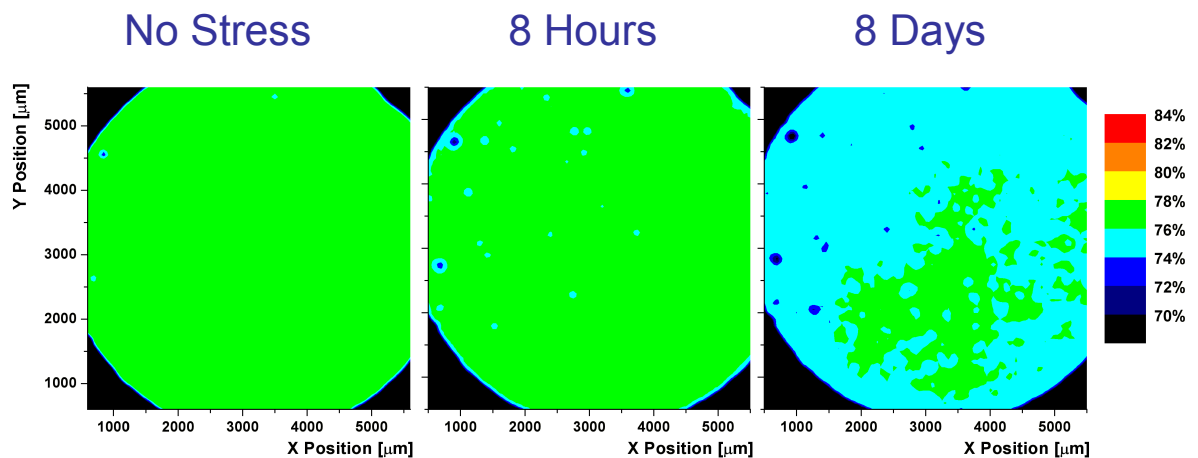 No Stress
8 Hours
8 Days
Y Position [μm]
5000
4000
3000
2000
1000
1000 2000 3000 4000 5000
X Position [μm]
1000 2000 3000 4000 5000
X Position [μm]
1000 2000 3000 4000 5000
X Position [μm]
84%
82%
80%
78%
76%
74%
72%
70%